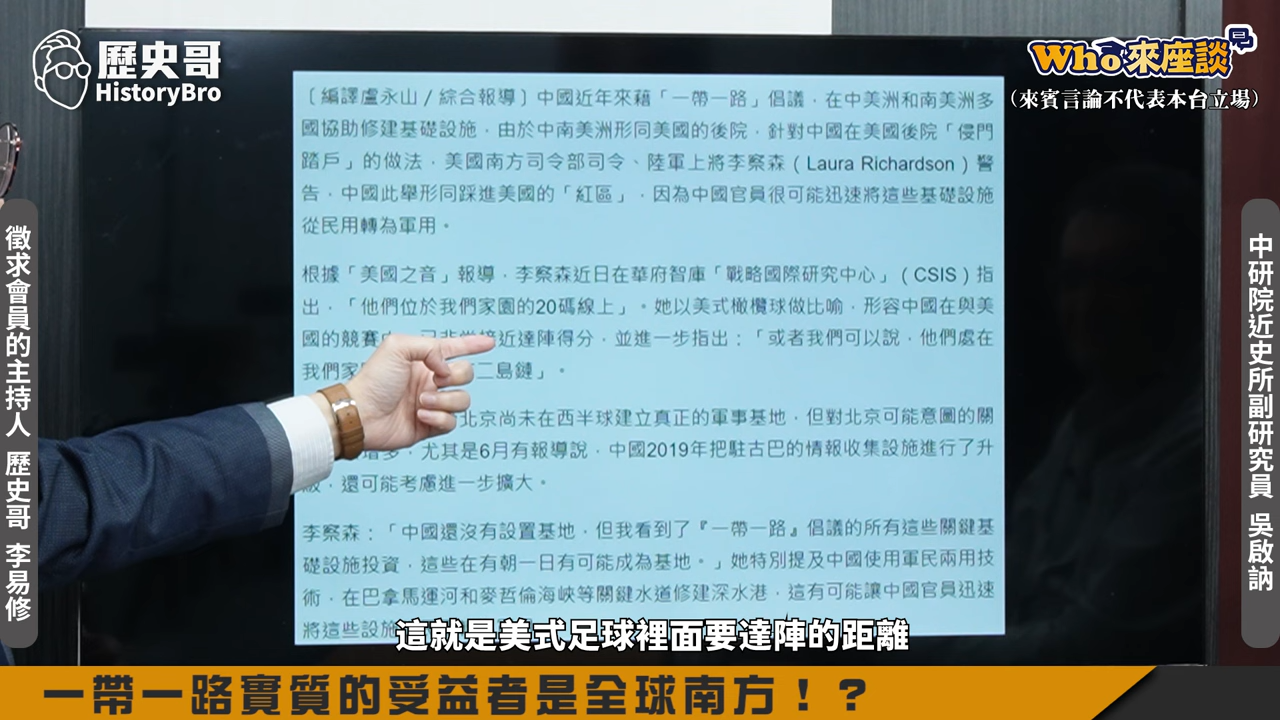 歷史哥
HistoryBro
Who來座談
(來賓言論不代表本台立場)
〔編譯盧永山/綜合報導〕中國近年來藉「一帶一路」倡議，在中美洲和南美洲多
國協助修建基礎設施，由於中南美洲形同美國的後院，針對中國在美國後院「侵門
踏戶」的做法，美國南方司令部司令、陸軍上將李察森（Laura Richardson）警
告，中國此舉形同踩進美國的「紅區」，因為中國官員很可能迅速將這些基礎設施
從民用轉為軍用。
根據「美國之音」報導，李察森近日在華府智庫「戰略國際研究中心」（CSIS）指
出，「他們位於我們家園的20碼線上」。她以美式橄欖球做比喻，形容中國在與美
國的競賽中，已非常接近達陣得分，並進一步指出：「或者我們可以說，他們處在
我們家 二島鏈」。
北京尚未在西半球建立真正的軍事基地，但對北京可能意圖的關
增多，尤其是6月有報導說，中國2019年把駐古巴的情報收集設施進行了升
級，還可能考慮進一步擴大。
李察森：「中國還沒有設置基地，但我看到了『一帶一路』倡議的所有這些關鍵基
礎設施投資，這些在有朝一日有可能成為基地。」她特別提及中國使用軍民兩用技
術，在巴拿馬運河和麥哲倫海峽等關鍵水道修建深水港，這有可能讓中國官員迅速
將這些設施
這就是美式足球裡面要達陣的距離
徵求會員的主持人 歷史哥 李易修
中研院近史所副研究員 吳啟訥
一帶一路實質的受益者是全球南方！？